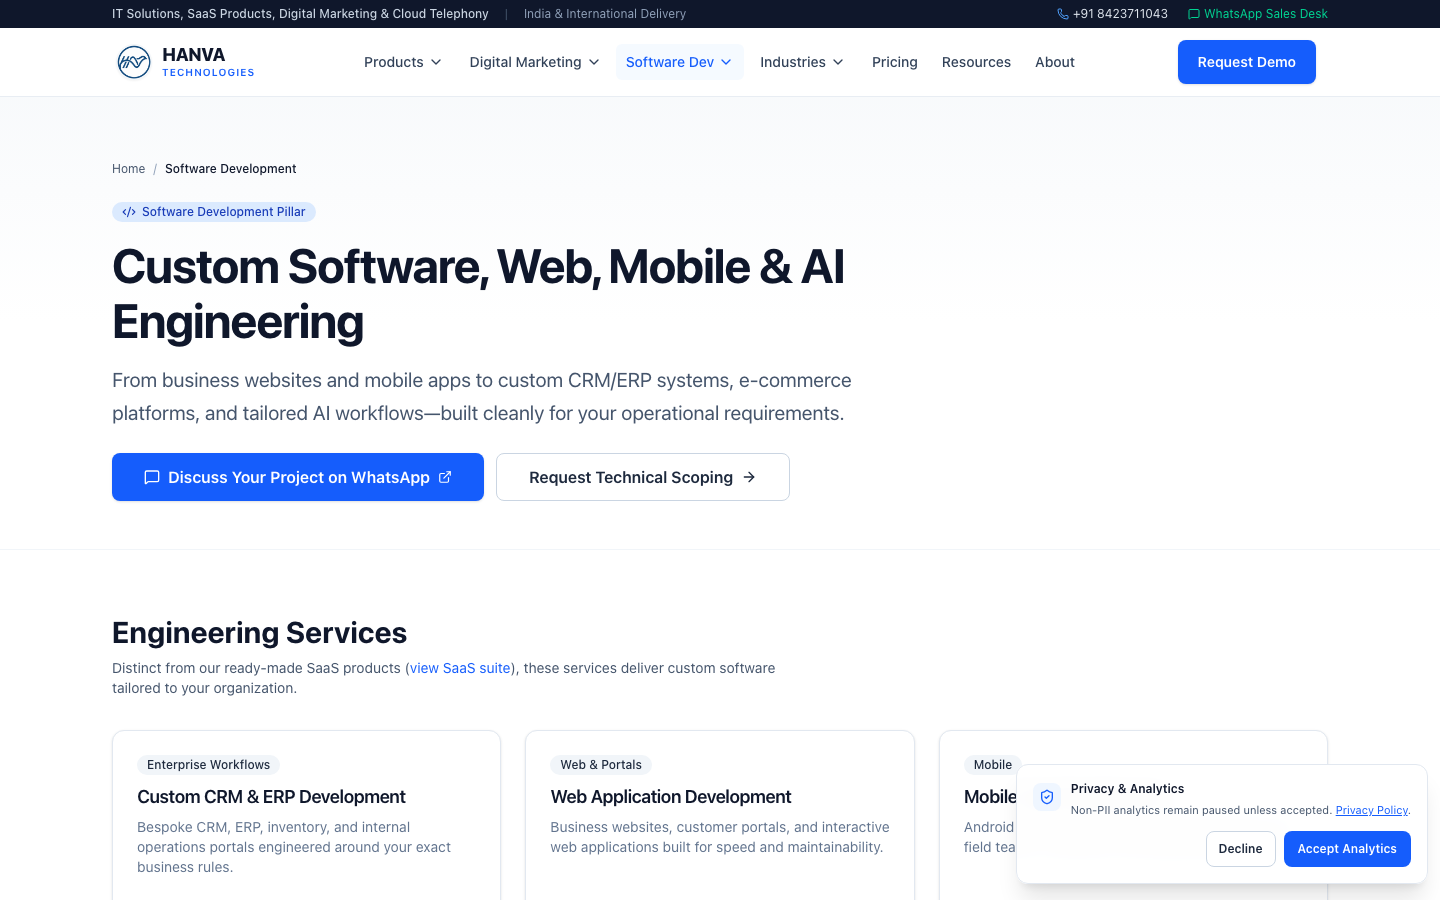 IT Solutions, SaaS Products, Digital Marketing & Cloud Telephony | India & International Delivery
+91 8423711043 WhatsApp Sales Desk
HANVA
TECHNOLOGIES
Products Digital Marketing Software Dev Industries Pricing Resources About
Request Demo
Home / Software Development
Software Development Pillar
Custom Software, Web, Mobile & AI
Engineering
From business websites and mobile apps to custom CRM/ERP systems, e-commerce
platforms, and tailored AI workflows—built cleanly for your operational requirements.
Discuss Your Project on WhatsApp
Request Technical Scoping
Engineering Services
Distinct from our ready-made SaaS products (view SaaS suite), these services deliver custom software
tailored to your organization.
Enterprise Workflows
Custom CRM & ERP Development
Bespoke CRM, ERP, inventory, and internal
operations portals engineered around your exact
business rules.
Web & Portals
Web Application Development
Business websites, customer portals, and interactive
web applications built for speed and maintainability.
Mobile
Mobile
Android
field tea
Privacy & Analytics
Non-PII analytics remain paused unless accepted. Privacy Policy.
Decline
Accept Analytics